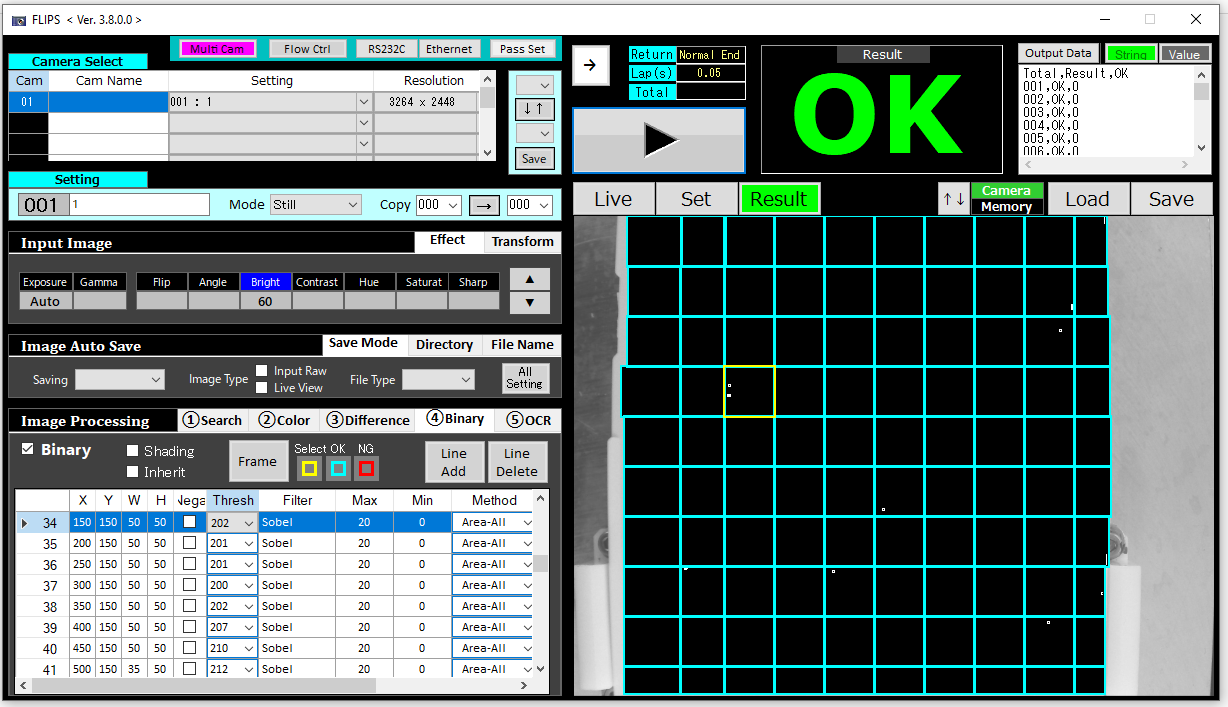 FLIPS < Ver. 3.8.0.0 >
Multi Cam Flow Ctrl RS232C Ethernet Pass Set
Camera Select
Cam Cam Name Setting Resolution
01 001 : 1 3264 x 2448
↓↑
Save
Setting
001 1 Mode Still Copy 000 → 000
Input Image Effect Transform
Exposure Gamma Flip Angle Bright Contrast Hue Saturat Sharp
Auto 60
Image Auto Save Save Mode Directory File Name
Saving Image Type Input Raw Live View File Type All Setting
Image Processing ①Search ②Color ③Difference ④Binary ⑤OCR
Binary Shading Inherit Frame Select OK NG Line Add Line Delete
X Y W H Nega Thresh Filter Max Min Method
34 150 150 50 50 202 Sobel 20 0 Area-All
35 200 150 50 50 201 Sobel 20 0 Area-All
36 250 150 50 50 201 Sobel 20 0 Area-All
37 300 150 50 50 200 Sobel 20 0 Area-All
38 350 150 50 50 202 Sobel 20 0 Area-All
39 400 150 50 50 207 Sobel 20 0 Area-All
40 450 150 50 50 210 Sobel 20 0 Area-All
41 500 150 35 50 212 Sobel 20 0 Area-All
→
Return Normal End
Lap(s) 0.05
Total
Result
OK
Output Data String Value
Total,Result,OK
001,OK,0
002,OK,0
003,OK,0
004,OK,0
005,OK,0
006,OK,0
Live Set Result ↑↓ Camera Memory Load Save